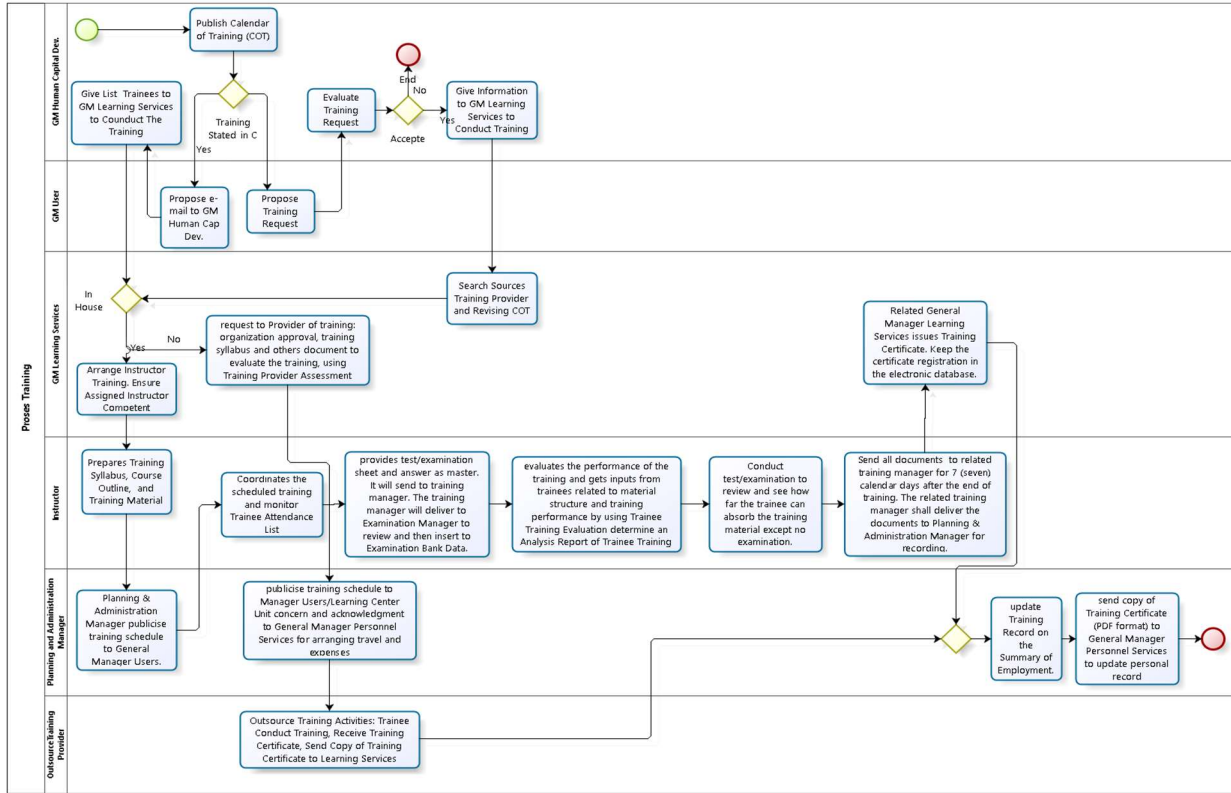 Proses Training
GM Human Capital Dev.
Publish Calendar
of Training (COT)
Give List Trainees to
GM Learning Services
to Counduct The
Training
Training
Stated in C
Yes
Evaluate
Training
Request
End
No
Accepte
Yes
Give Information
to GM Learning
Services to
Conduct Training
GM User
Propose e-
mail to GM
Human Cap
Dev.
Propose
Training
Request
GM Learning Services
In
House
Yes
No
Search Sources
Training Provider
and Revising COT
request to Provider of training:
organization approval, training
syllabus and others document to
evaluate the training, using
Training Provider Assessment
Arrange Instructor
Training. Ensure
Assigned Instructor
Competent
Related General
Manager Learning
Services issues Training
Certificate. Keep the
certificate registration in
the electronic database.
Instructor
Prepares Training
Syllabus, Course
Outline, and
Training Material
Coordinates the
scheduled training
and monitor
Trainee Attendance
List
provides test/examination
sheet and answer as master.
It will send to training
manager. The training
manager will deliver to
Examination Manager to
review and then insert to
Examination Bank Data.
evaluates the performance of the
training and gets inputs from
trainees related to material
structure and training
performance by using Trainee
Training Evaluation determine an
Analysis Report of Trainee Training
Conduct
test/examination to
review and see how
far the trainee can
absorb the training
material except no
examination.
Send all documents to related
training manager for 7 (seven)
calendar days after the end of
training. The related training
manager shall deliver the
documents to Planning &
Administration Manager for
recording.
Planning and Administration
Manager
Planning &
Administration
Manager publicise
training schedule
to General
Manager Users.
publicise training schedule to
Manager Users/Learning Center
Unit concern and acknowledgment
to General Manager Personnel
Services for arranging travel and
expenses
update
Training
Record on
the
Summary of
Employment.
send copy of
Training Certificate
(PDF format) to
General Manager
Personnel Services
to update personal
record
OutsourceTraining
Provider
Outsource Training Activities: Trainee
Conduct Training, Receive Training
Certificate, Send Copy of Training
Certificate to Learning Services